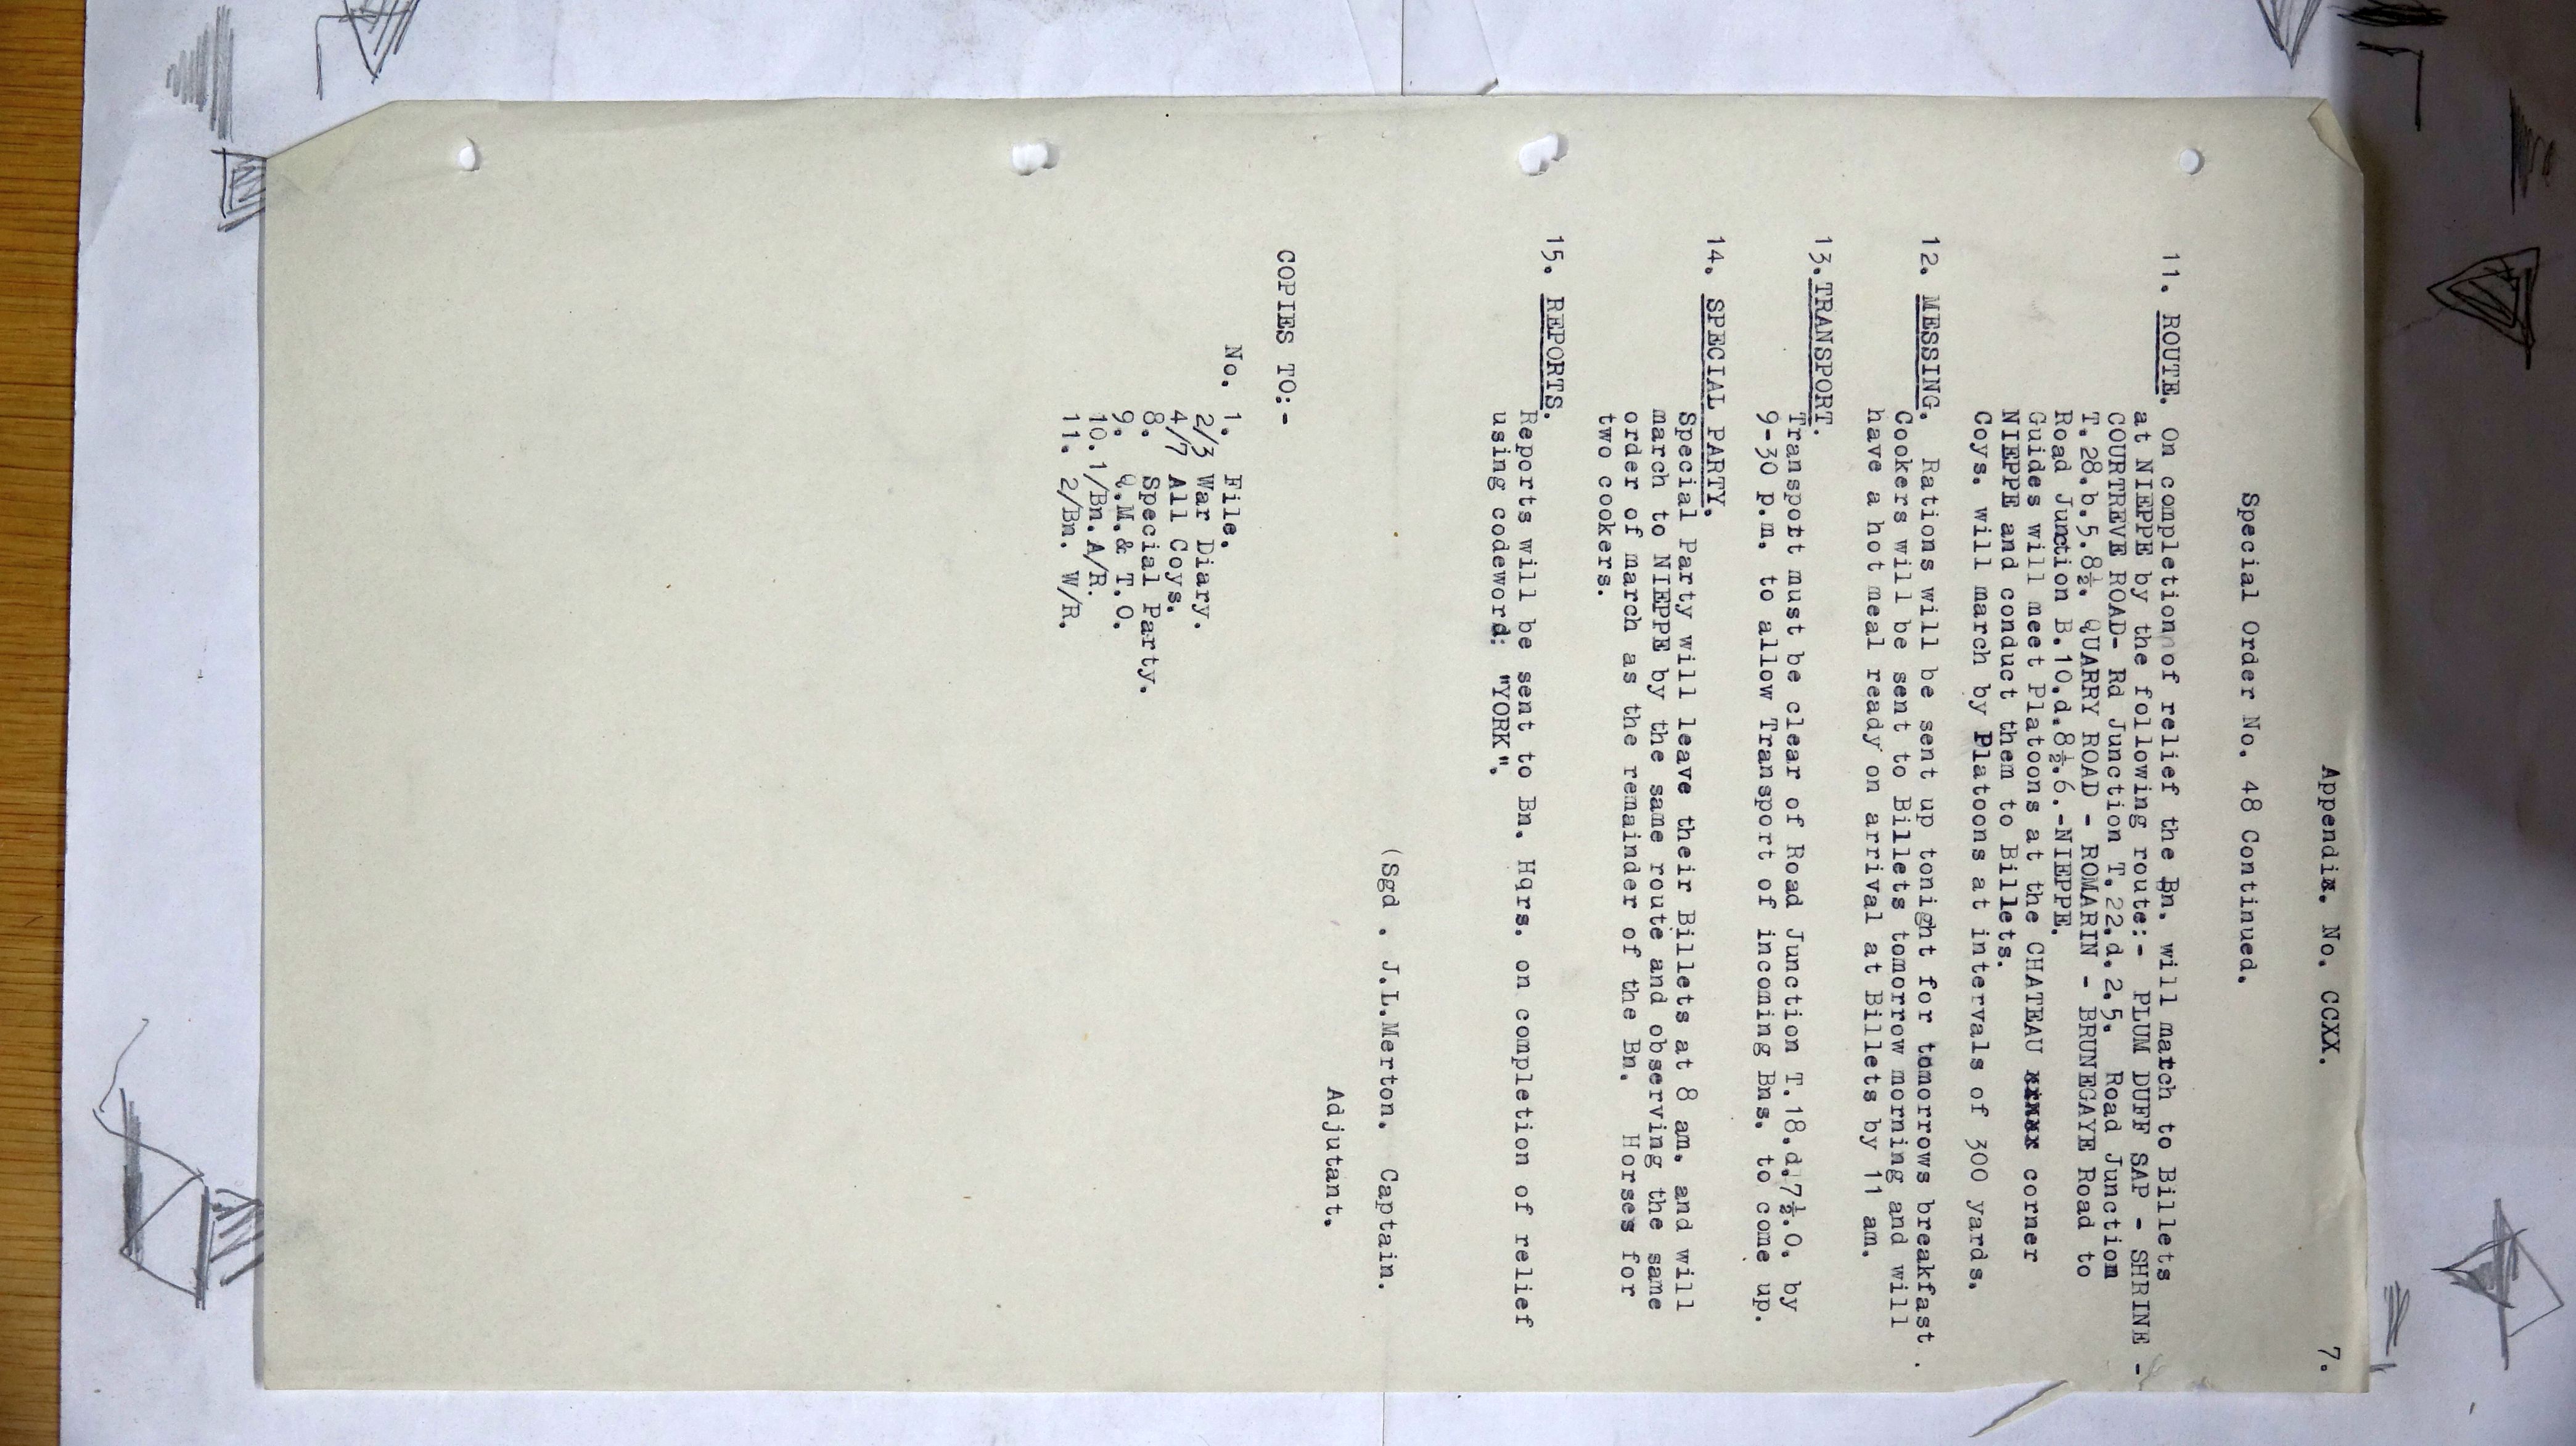 Appendix. No. CCXX. 7.
Special Order No. 48 Continued.
11. ROUTE. On completion of relief the Bn. will match to Billets
at NIEPPE by the following route:- PLUM DUFF SAP - SHRINE -
COURTREVE ROAD- Rd Junction T.22.d.2.5. Road Junction
T.28.b.5.8½. QUARRY ROAD - ROMARIN - BRUNEGAYE Road to
Road Junction B.10.d.8½.6.-NIEPPE.
Guides will meet Platoons at the CHATEAU corner
NIEPPE and conduct them to Billets.
Coys. will march by Platoons at intervals of 300 yards.
12. MESSING. Rations will be sent up tonight for tomorrows breakfast.
Cookers will be sent to Billets tomorrow morning and will
have a hot meal ready on arrival at Billets by 11 am.
13. TRANSPORT.
Transport must be clear of Road Junction T.18.d.7½.0. by
9-30 p.m. to allow Transport of incoming Bns. to come up.
14. SPECIAL PARTY.
Special Party will leave their Billets at 8 am, and will
march to NIEPPE by the same route and observing the same
order of march as the remainder of the Bn. Horses for
two cookers.
15. REPORTS.
Reports will be sent to Bn. Hqrs. on completion of relief
using codeword: "YORK".
(Sgd . J.L.Merton. Captain.
Adjutant.
COPIES TO:-
No. 1. File.
2/3 War Diary.
4/7 All Coys.
8. Special Party.
9. Q.M.& T.O.
10. 1/Bn. A/R.
11. 2/Bn. W/R.